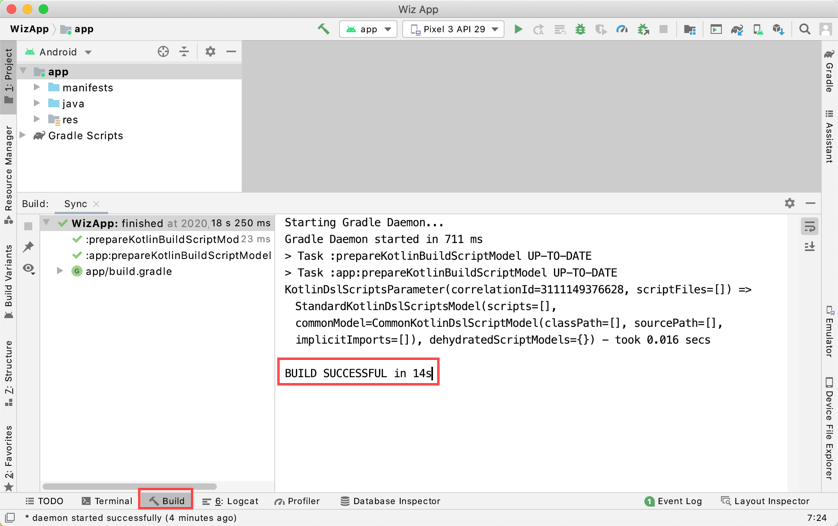 Wiz App
WizApp
app
app
Pixel 3 API 29
Android
app
manifests
java
res
Gradle Scripts
1: Project
Resource Manager
Build Variants
7: Structure
2: Favorites
Gradle
Assistant
Emulator
Device File Explorer
Build:
Sync
WizApp: finished at 2020, 18 s 250 ms
:prepareKotlinBuildScriptMod 23 ms
:app:prepareKotlinBuildScriptModel
app/build.gradle
Starting Gradle Daemon...
Gradle Daemon started in 711 ms
> Task :prepareKotlinBuildScriptModel UP-TO-DATE
> Task :app:prepareKotlinBuildScriptModel UP-TO-DATE
KotlinDslScriptsParameter(correlationId=3111149376628, scriptFiles=[]) =>
StandardKotlinDslScriptsModel(scripts=[],
commonModel=CommonKotlinDslScriptModel(classPath=[], sourcePath=[],
implicitImports=[]), dehydratedScriptModels={}) - took 0.016 secs
BUILD SUCCESSFUL in 14s
TODO
Terminal
Build
6: Logcat
Profiler
Database Inspector
1 Event Log
Layout Inspector
* daemon started successfully (4 minutes ago)
7:24